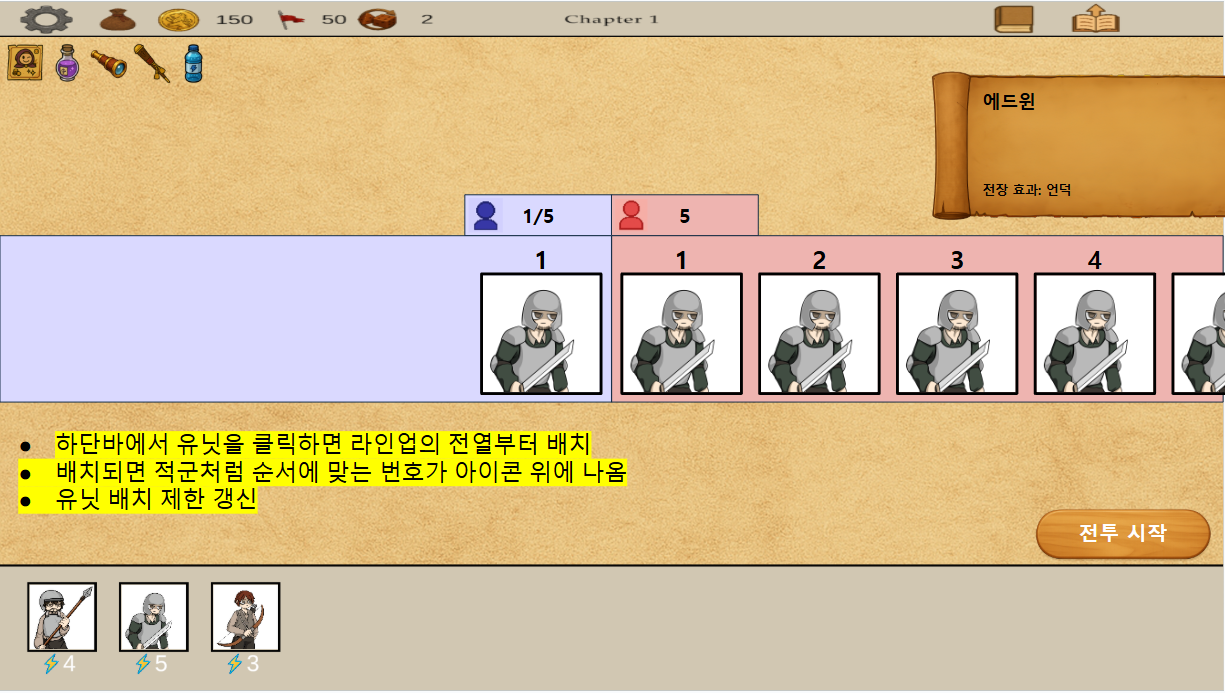 150 50 2 Chapter 1
에드윈
전장 효과: 언덕
1/5 5
1 1 2 3 4
• 하단바에서 유닛을 클릭하면 라인업의 전열부터 배치
• 배치되면 적군처럼 순서에 맞는 번호가 아이콘 위에 나옴
• 유닛 배치 제한 갱신
전투 시작
4 5 3